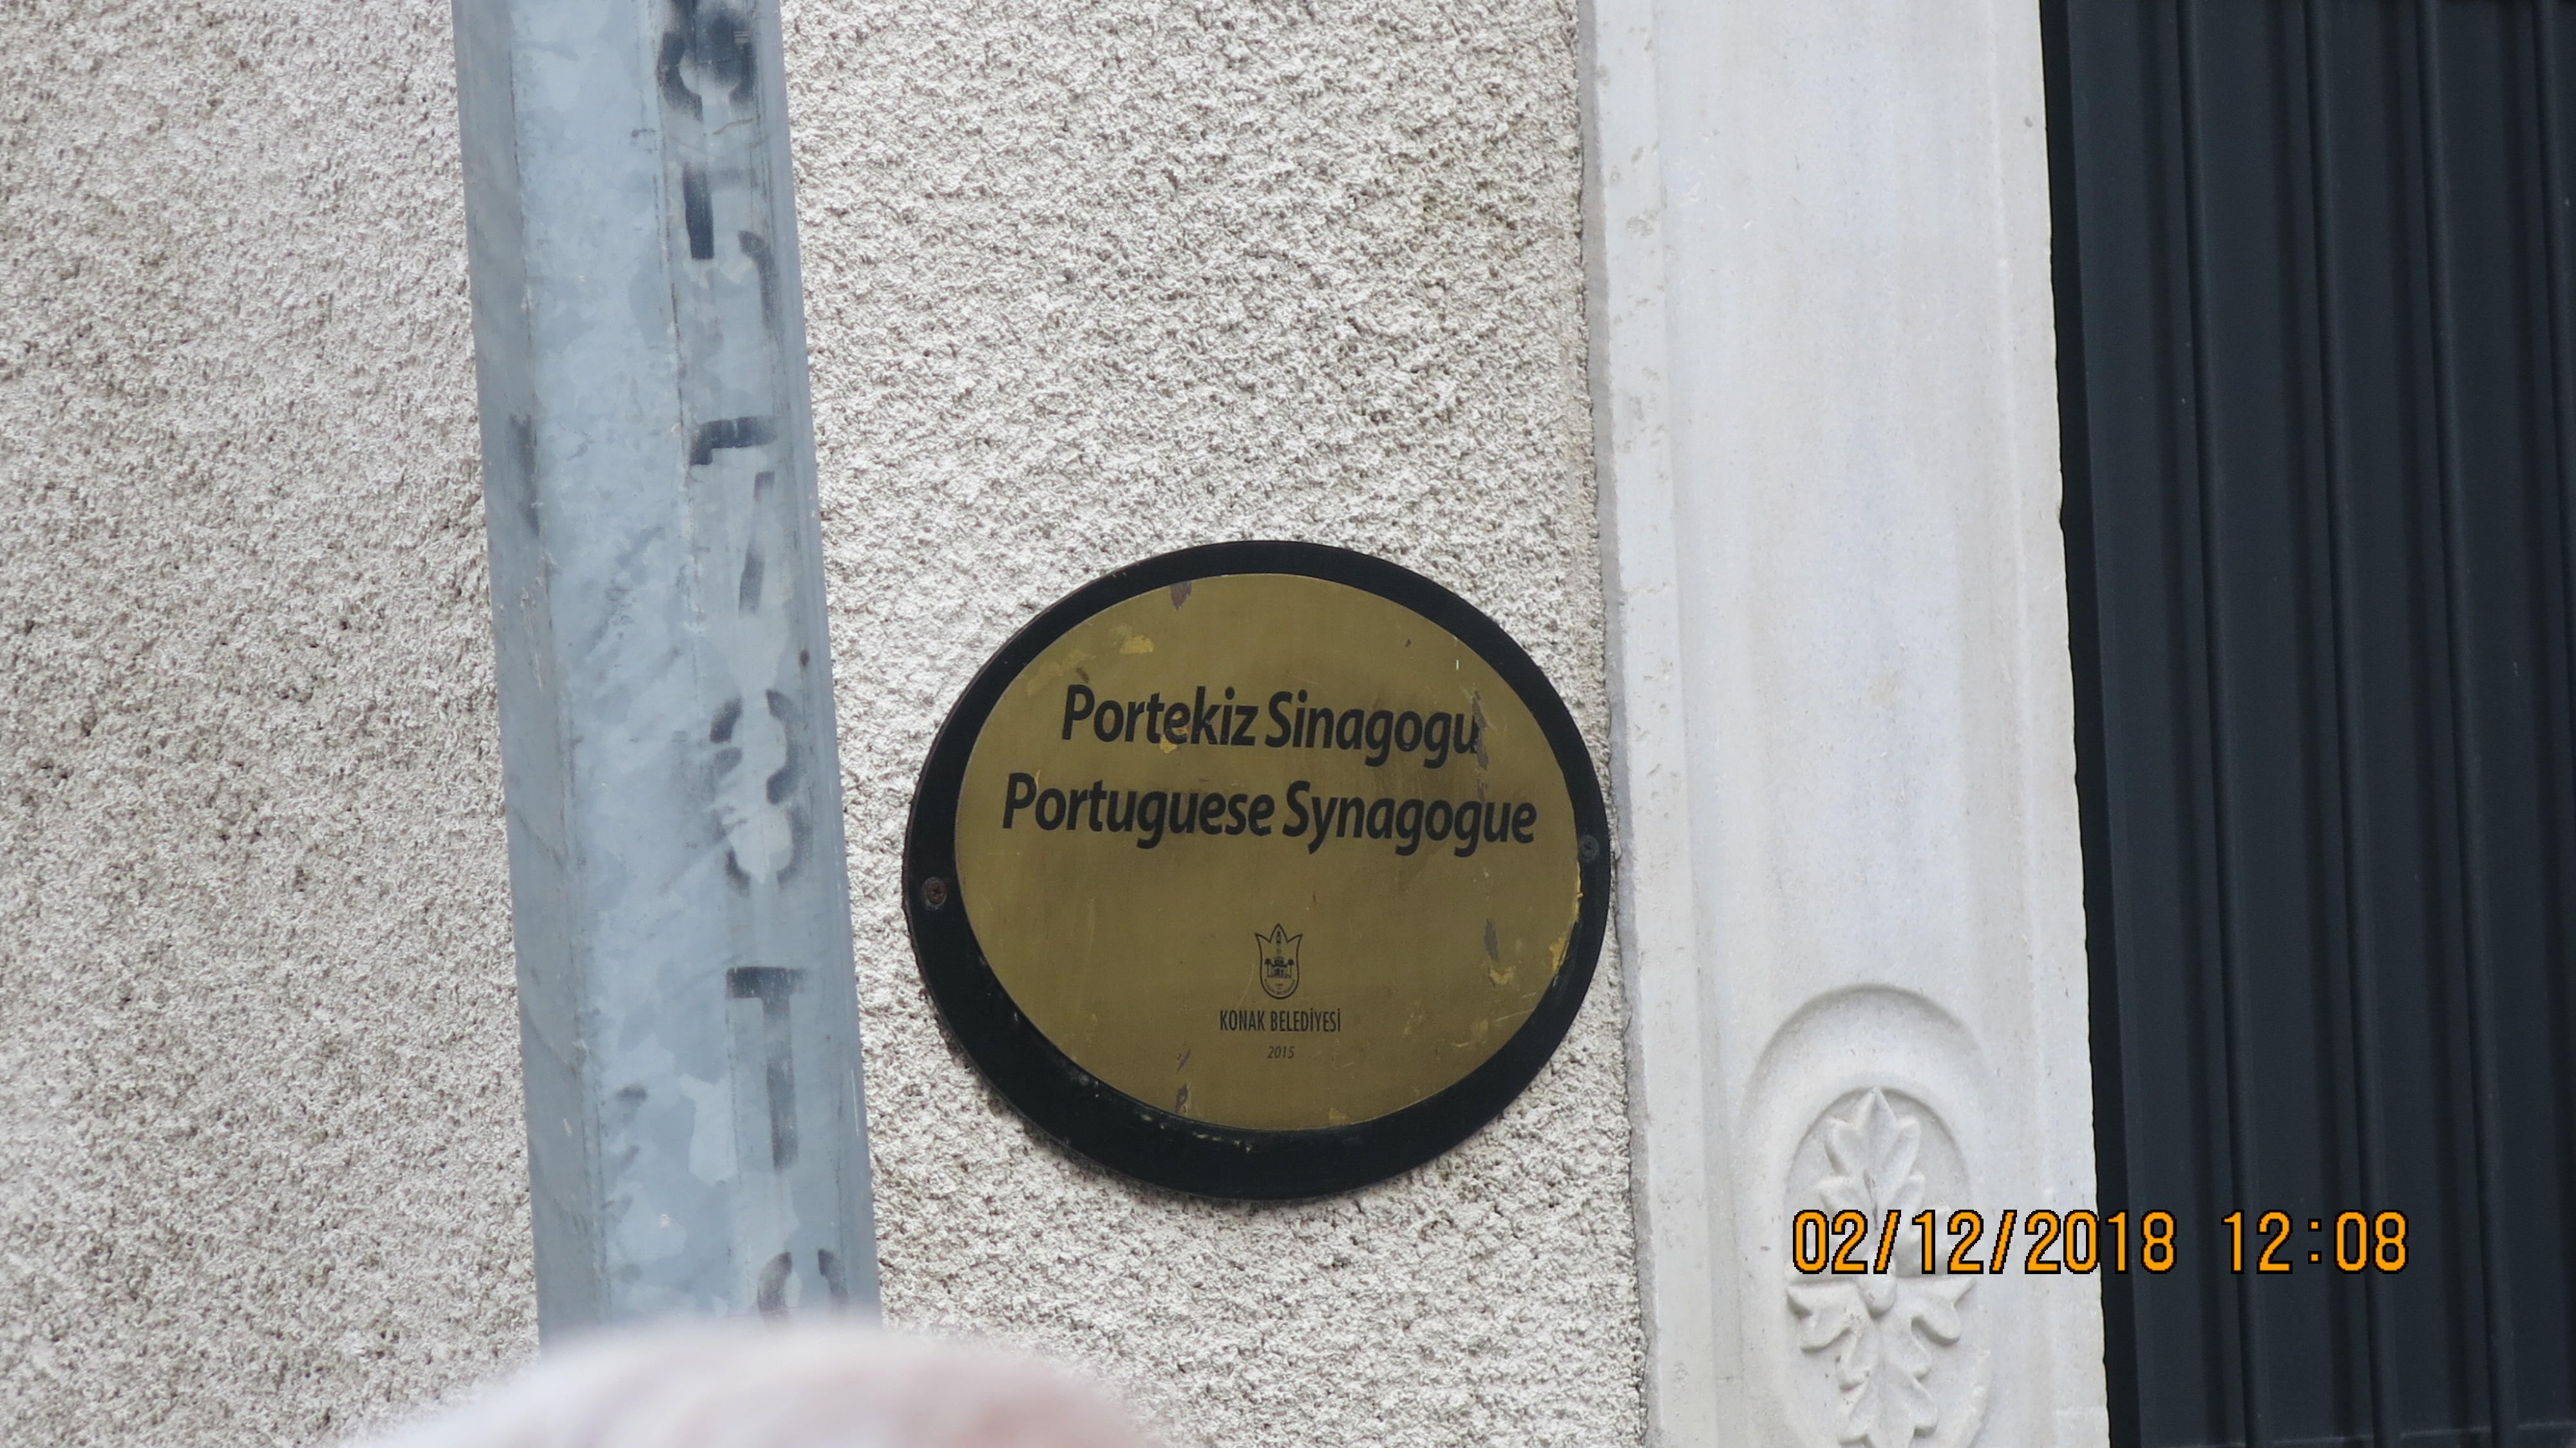 Portekiz Sinagogu
Portuguese Synagogue
KONAK BELEDİYESİ
2015
02/12/2018 12:08